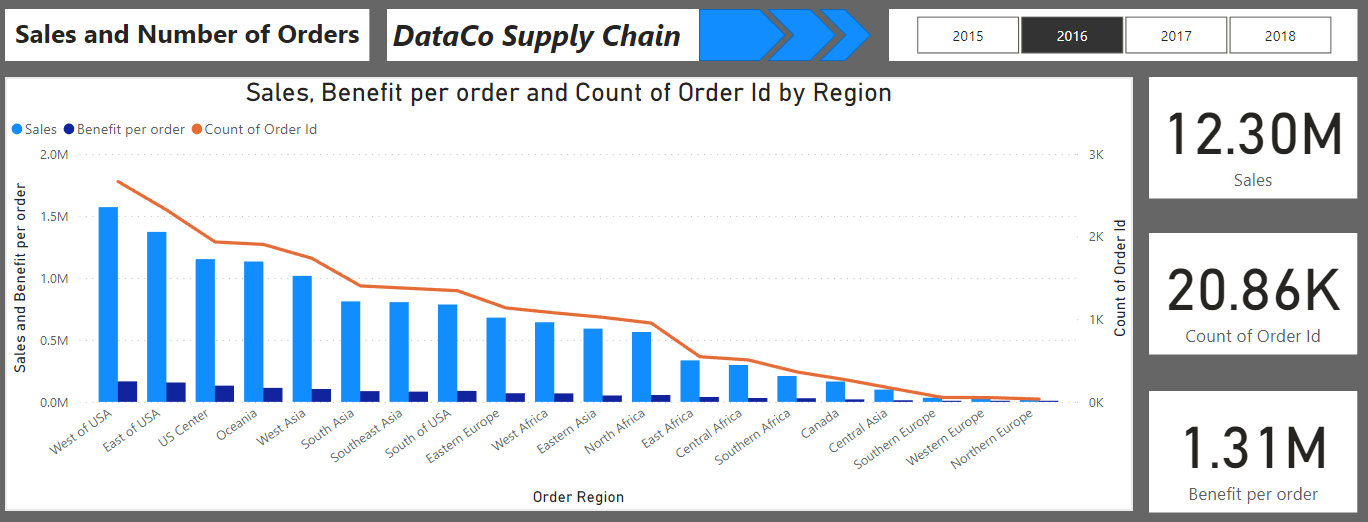 Sales and Number of Orders
DataCo Supply Chain
2015
2016
2017
2018
Sales, Benefit per order and Count of Order Id by Region
Sales
Benefit per order
Count of Order Id
Sales and Benefit per order
2.0M
1.5M
1.0M
0.5M
0.0M
3K
2K
1K
0K
Count of Order Id
West of USA
East of USA
US Center
Oceania
West Asia
South Asia
Southeast Asia
South of USA
Eastern Europe
West Africa
Eastern Asia
North Africa
East Africa
Central Africa
Southern Africa
Canada
Central Asia
Southern Europe
Western Europe
Northern Europe
Order Region
12.30M
Sales
20.86K
Count of Order Id
1.31M
Benefit per order